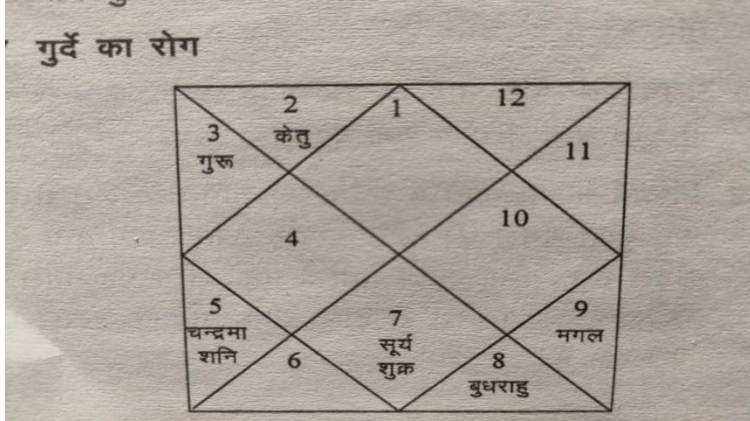 गुर्दे का रोग
2
केतु
1
12
3
गुरू
11
4
10
5
चन्द्रमा
शनि
6
7
सूर्य
शुक्र
8
बुधराहु
9
मगल